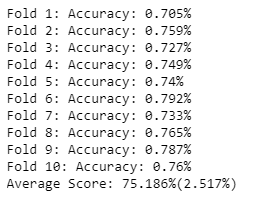 Fold 1: Accuracy: 0.705%
Fold 2: Accuracy: 0.759%
Fold 3: Accuracy: 0.727%
Fold 4: Accuracy: 0.749%
Fold 5: Accuracy: 0.74%
Fold 6: Accuracy: 0.792%
Fold 7: Accuracy: 0.733%
Fold 8: Accuracy: 0.765%
Fold 9: Accuracy: 0.787%
Fold 10: Accuracy: 0.76%
Average Score: 75.186%(2.517%)